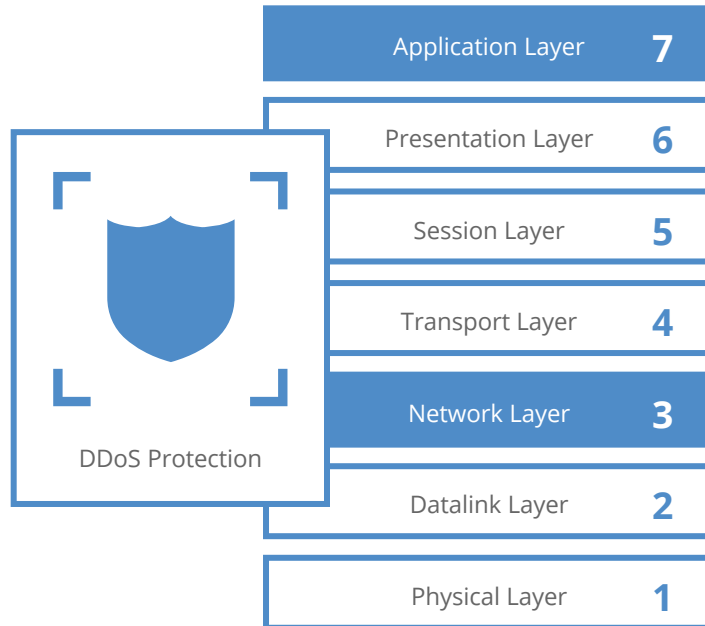 Application Layer 7
Presentation Layer 6
Session Layer 5
Transport Layer 4
Network Layer 3
DDoS Protection
Datalink Layer 2
Physical Layer 1